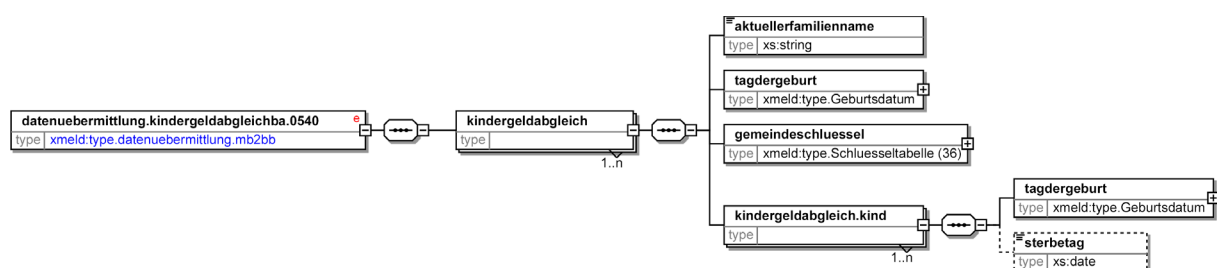 aktuellerfamilienname
type xs:string
tagdergeburt
type xmeld:type.Geburtsdatum
datenuebermittlung.kindergeldabgleichba.0540 e
type xmeld:type.datenuebermittlung.mb2bb
kindergeldabgleich
type
1..n
gemeindeschluessel
type xmeld:type.Schluesseltabelle (36)
kindergeldabgleich.kind
type
1..n
tagdergeburt
type xmeld:type.Geburtsdatum
sterbetag
type xs:date